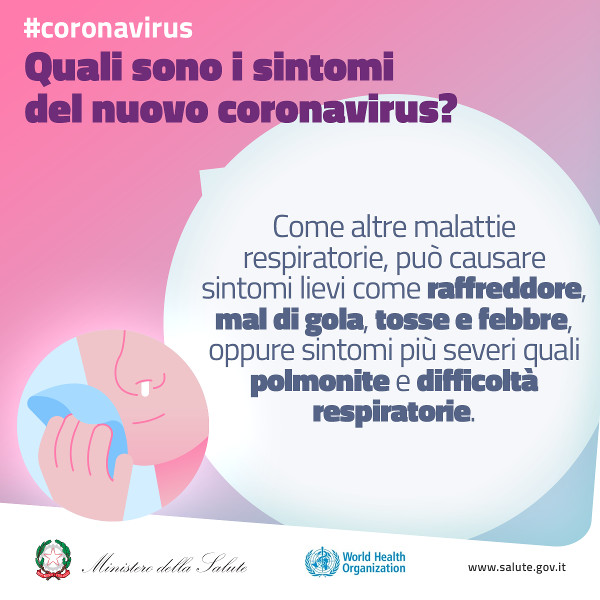 #coronavirus
Quali sono i sintomi
del nuovo coronavirus?
Come altre malattie
respiratorie, può causare
sintomi lievi come raffreddore,
mal di gola, tosse e febbre,
oppure sintomi più severi quali
polmonite e difficoltà
respiratorie.
Ministero della Salute
World Health
Organization
www.salute.gov.it